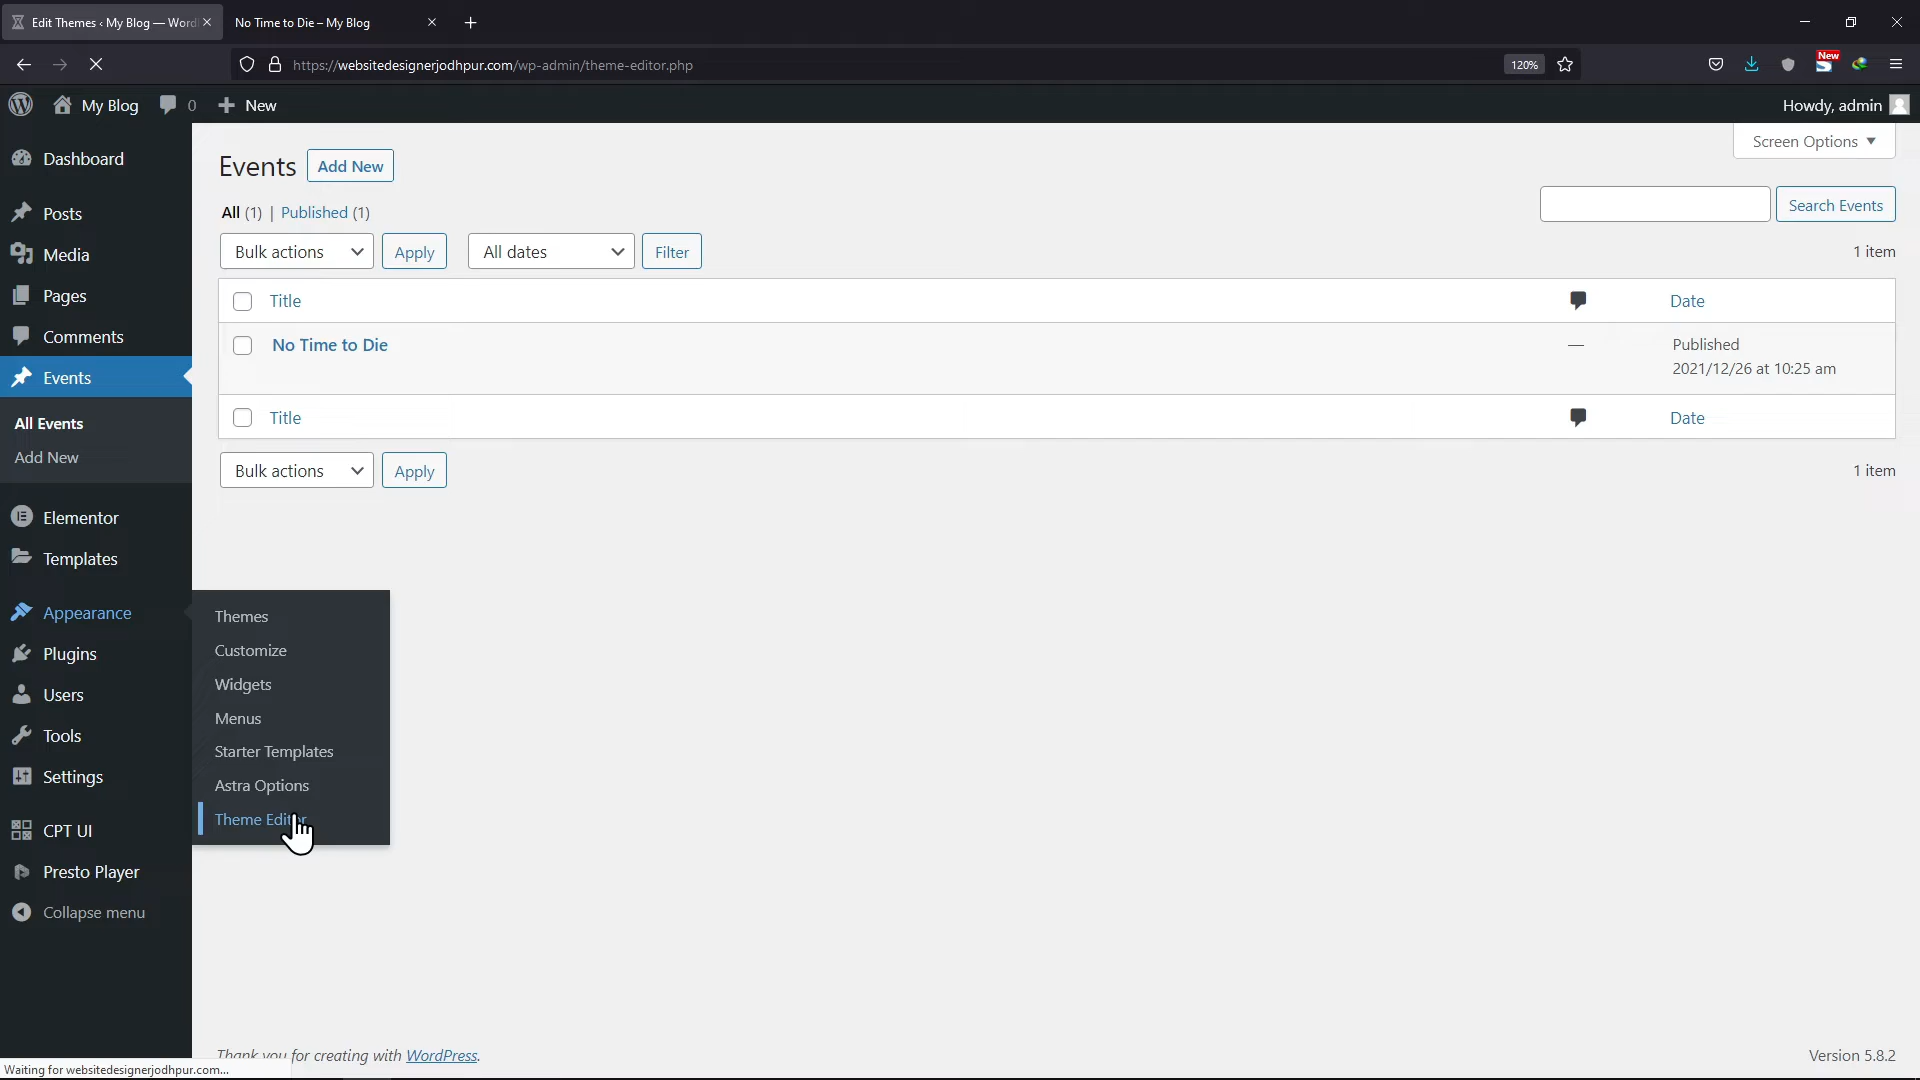 Edit Themes ‹ My Blog — Word
No Time to Die – My Blog
https://websitedesignerjodhpur.com/wp-admin/theme-editor.php
120%
New
My Blog
0
New
Howdy, admin
Dashboard
Posts
Media
Pages
Comments
Events
All Events
Add New
Elementor
Templates
Appearance
Plugins
Users
Tools
Settings
CPT UI
Presto Player
Collapse menu
Themes
Customize
Widgets
Menus
Starter Templates
Astra Options
Theme Editor
Screen Options
Events
Add New
All (1) | Published (1)
Search Events
Bulk actions
Apply
All dates
Filter
1 item
Title
Date
No Time to Die
—
Published
2021/12/26 at 10:25 am
Title
Date
Bulk actions
Apply
1 item
Thank you for creating with WordPress.
Version 5.8.2
Waiting for websitedesignerjodhpur.com...